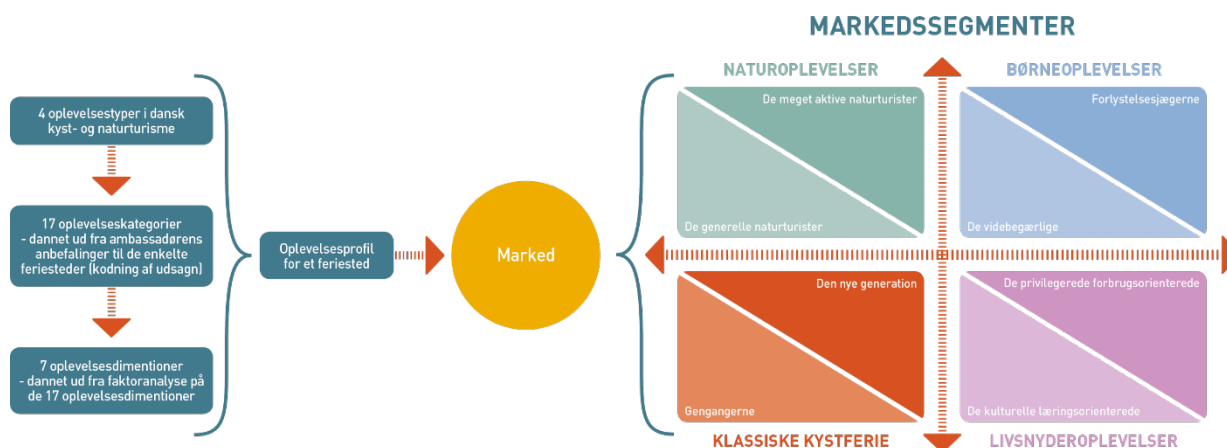 4 oplevelsestyper i dansk
kyst- og naturturisme
17 oplevelseskategorier
- dannet ud fra ambassadørens
anbefalinger til de enkelte
feriesteder (kodning af udsagn)
7 oplevelsesdimentioner
- dannet ud fra faktoranalyse på
de 17 oplevelsesdimentioner
Oplevelsesprofil
for et feriested
Marked
MARKEDSSEGMENTER
NATUROPLEVELSER
De meget aktive naturturister
De generelle naturturister
BØRNEOPLEVELSER
Forlystelsesjægerne
De videbegærlige
Den nye generation
Gengangerne
KLASSISKE KYSTFERIE
De privilegerede forbrugsorienterede
De kulturelle læringsorienterede
LIVSNYDEROPLEVELSER